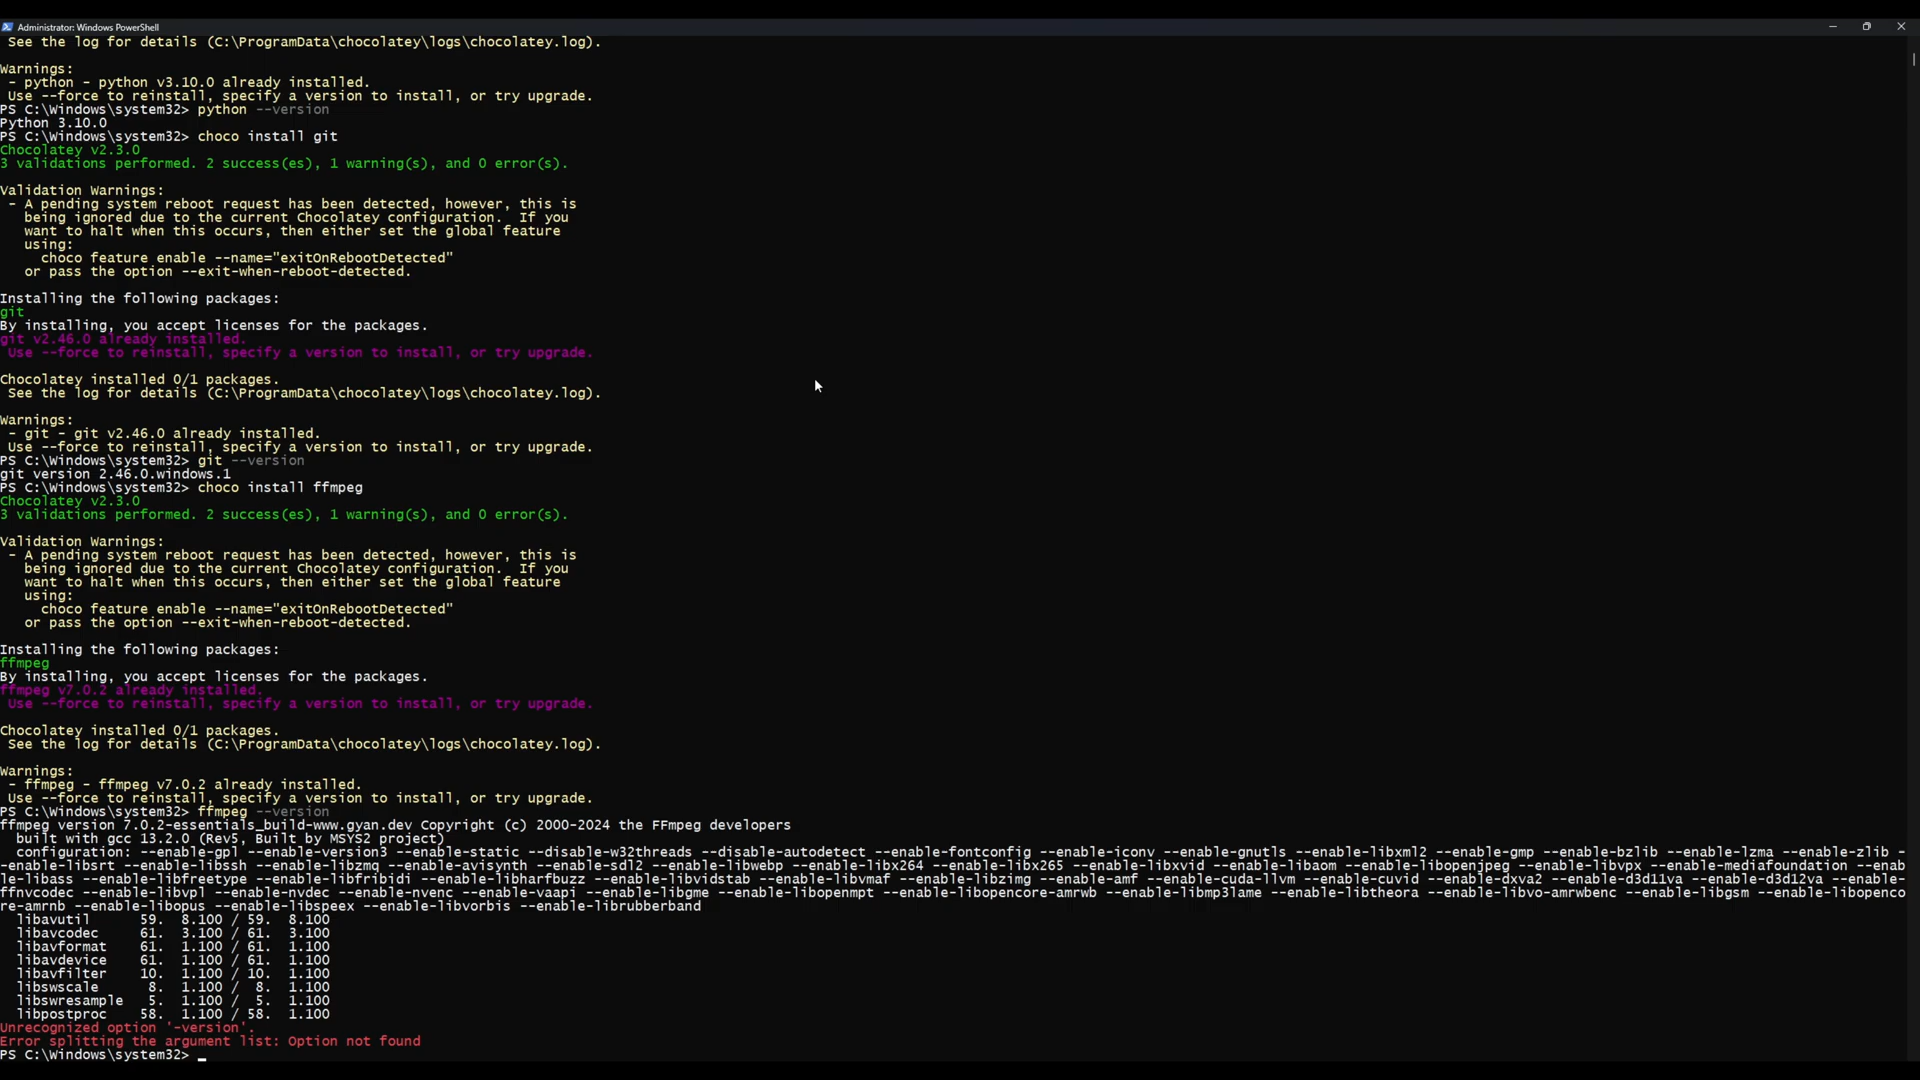 Administrator: Windows PowerShell
See the log for details (C:\ProgramData\chocolatey\logs\chocolatey.log).
Warnings:
- python - python v3.10.0 already installed.
Use --force to reinstall, specify a version to install, or try upgrade.
PS C:\Windows\system32> python --version
Python 3.10.0
PS C:\Windows\system32> choco install git
Chocolatey v2.3.0
3 validations performed. 2 success(es), 1 warning(s), and 0 error(s).
Validation Warnings:
- A pending system reboot request has been detected, however, this is
being ignored due to the current Chocolatey configuration.  If you
want to halt when this occurs, then either set the global feature
using:
choco feature enable --name="exitOnRebootDetected"
or pass the option --exit-when-reboot-detected.
Installing the following packages:
git
By installing, you accept licenses for the packages.
git v2.46.0 already installed.
Use --force to reinstall, specify a version to install, or try upgrade.
Chocolatey installed 0/1 packages.
See the log for details (C:\ProgramData\chocolatey\logs\chocolatey.log).
Warnings:
- git - git v2.46.0 already installed.
Use --force to reinstall, specify a version to install, or try upgrade.
PS C:\Windows\system32> git --version
git version 2.46.0.windows.1
PS C:\Windows\system32> choco install ffmpeg
Chocolatey v2.3.0
3 validations performed. 2 success(es), 1 warning(s), and 0 error(s).
Validation Warnings:
- A pending system reboot request has been detected, however, this is
being ignored due to the current Chocolatey configuration.  If you
want to halt when this occurs, then either set the global feature
using:
choco feature enable --name="exitOnRebootDetected"
or pass the option --exit-when-reboot-detected.
Installing the following packages:
ffmpeg
By installing, you accept licenses for the packages.
ffmpeg v7.0.2 already installed.
Use --force to reinstall, specify a version to install, or try upgrade.
Chocolatey installed 0/1 packages.
See the log for details (C:\ProgramData\chocolatey\logs\chocolatey.log).
Warnings:
- ffmpeg - ffmpeg v7.0.2 already installed.
Use --force to reinstall, specify a version to install, or try upgrade.
PS C:\Windows\system32> ffmpeg --version
ffmpeg version 7.0.2-essentials_build-www.gyan.dev Copyright (c) 2000-2024 the FFmpeg developers
built with gcc 13.2.0 (Rev5, Built by MSYS2 project)
configuration: --enable-gpl --enable-version3 --enable-static --disable-w32threads --disable-autodetect --enable-fontconfig --enable-iconv --enable-gnutls --enable-libxml2 --enable-gmp --enable-bzlib --enable-lzma --enable-zlib -
-enable-libsrt --enable-libssh --enable-libzmq --enable-avisynth --enable-sdl2 --enable-libwebp --enable-libx264 --enable-libx265 --enable-libxvid --enable-libaom --enable-libopenjpeg --enable-libvpx --enable-mediafoundation --enab
le-libass --enable-libfreetype --enable-libfribidi --enable-libharfbuzz --enable-libvidstab --enable-libvmaf --enable-libzimg --enable-amf --enable-cuda-llvm --enable-cuvid --enable-dxva2 --enable-d3d11va --enable-d3d12va --enable-
ffnvcodec --enable-libvpl --enable-nvdec --enable-nvenc --enable-vaapi --enable-libgme --enable-libopenmpt --enable-libopencore-amrwb --enable-libmp3lame --enable-libtheora --enable-libvo-amrwbenc --enable-libgsm --enable-libopenco
re-amrnb --enable-libopus --enable-libspeex --enable-libvorbis --enable-librubberband
libavutil      59.  8.100 / 59.  8.100
libavcodec     61.  3.100 / 61.  3.100
libavformat    61.  1.100 / 61.  1.100
libavdevice    61.  1.100 / 61.  1.100
libavfilter    10.  1.100 / 10.  1.100
libswscale      8.  1.100 /  8.  1.100
libswresample   5.  1.100 /  5.  1.100
libpostproc    58.  1.100 / 58.  1.100
Unrecognized option '-version'.
Error splitting the argument list: Option not found
PS C:\Windows\system32> _